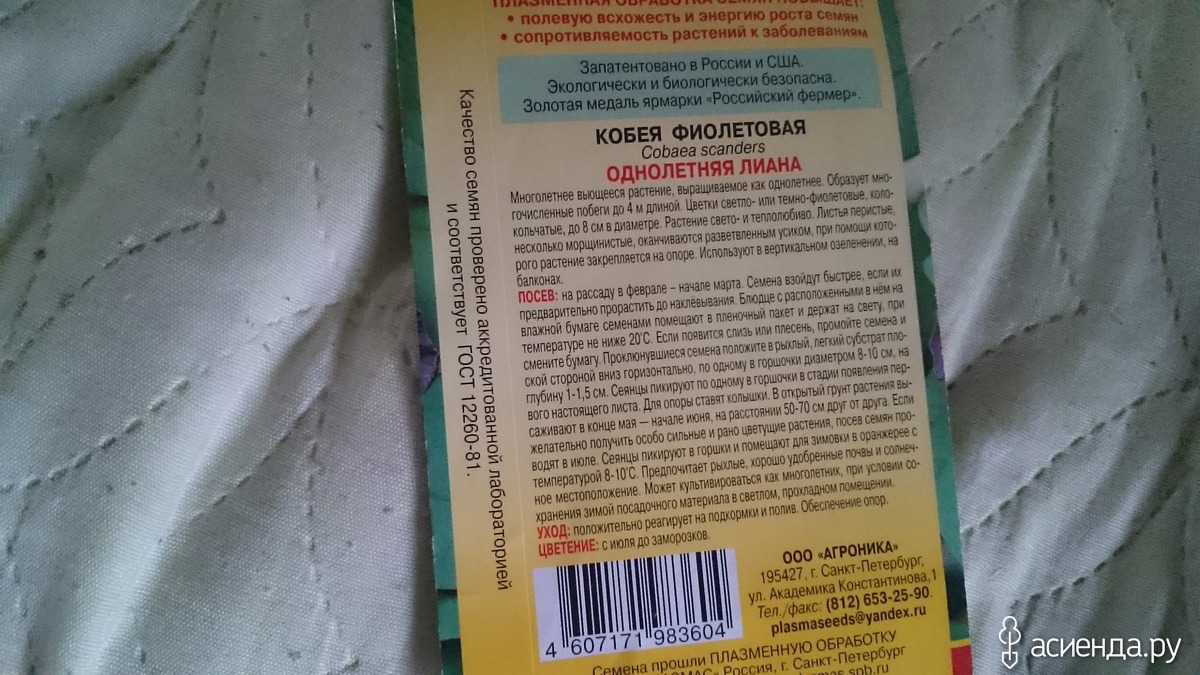 ПЛАЗМЕННАЯ ОБРАБОТКА СЕМЯН ПОВЫШАЕТ:
• полевую всхожесть и энергию роста семян
• сопротивляемость растений к заболеваниям
Запатентовано в России и США.
Экологически и биологически безопасна.
Золотая медаль ярмарки «Российский фермер».
КОБЕЯ ФИОЛЕТОВАЯ
Cobaea scanders
ОДНОЛЕТНЯЯ ЛИАНА
Многолетнее вьющееся растение, выращиваемое как однолетнее. Образует мно-
гочисленные побеги до 4 м длиной. Цветки светло- или темно-фиолетовые, коло-
кольчатые, до 8 см в диаметре. Растение свето- и теплолюбиво. Листья перистые,
несколько морщинистые, оканчиваются разветвленным усиком, при помощи кото-
рого растение закрепляется на опоре. Используют в вертикальном озеленении, на
балконах.
ПОСЕВ: на рассаду в феврале – начале марта. Семена взойдут быстрее, если их
предварительно прорастить до наклёвывания. Блюдце с расположенными в нём на
влажной бумаге семенами помещают в пленочный пакет и держат на свету, при
температуре не ниже 20°С. Если появится слизь или плесень, промойте семена и
смените бумагу. Проклюнувшиеся семена положите в рыхлый, легкий субстрат пло-
ской стороной вниз горизонтально, по одному в горшочки диаметром 8-10 см, на
глубину 1-1,5 см. Сеянцы пикируют по одному в горшочки в стадии появления пер-
вого настоящего листа. Для опоры ставят колышки. В открытый грунт растения вы-
саживают в конце мая — начале июня, на расстоянии 50-70 см друг от друга. Если
желательно получить особо сильные и рано цветущие растения, посев семян про-
водят в июле. Сеянцы пикируют в горшки и помещают для зимовки в оранжерее с
температурой 8-10°С. Предпочитает рыхлые, хорошо удобренные почвы и солнеч-
ное местоположение. Может культивироваться как многолетник, при условии со-
хранения зимой посадочного материала в светлом, прохладном помещении.
УХОД: положительно реагирует на подкормки и полив. Обеспечение опор.
ЦВЕТЕНИЕ: с июля до заморозков.
Качество семян проверено аккредитованной лабораторией
и соответствует ГОСТ 12260-81.
4 607171 983604
ООО «АГРОНИКА»
195427, г. Санкт-Петербург,
ул. Академика Константинова,1
Тел./факс: (812) 653-25-90.
plasmaseeds@yandex.ru
Семена прошли ПЛАЗМЕННУЮ ОБРАБОТКУ
Россия, г. Санкт-Петербург
асиенда.ру